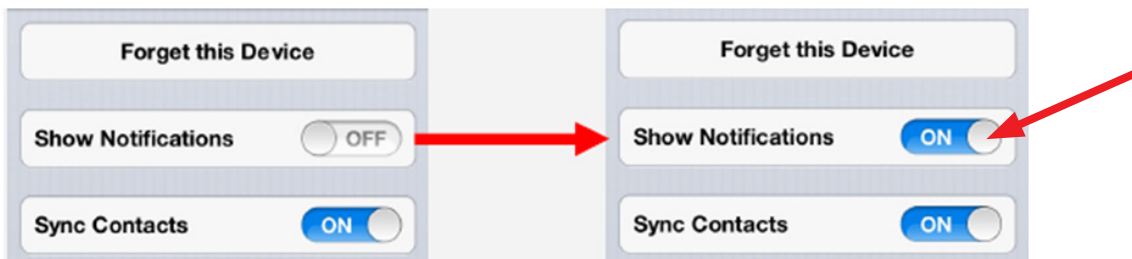 Forget this Device
Show Notifications OFF
Sync Contacts ON
Forget this Device
Show Notifications ON
Sync Contacts ON